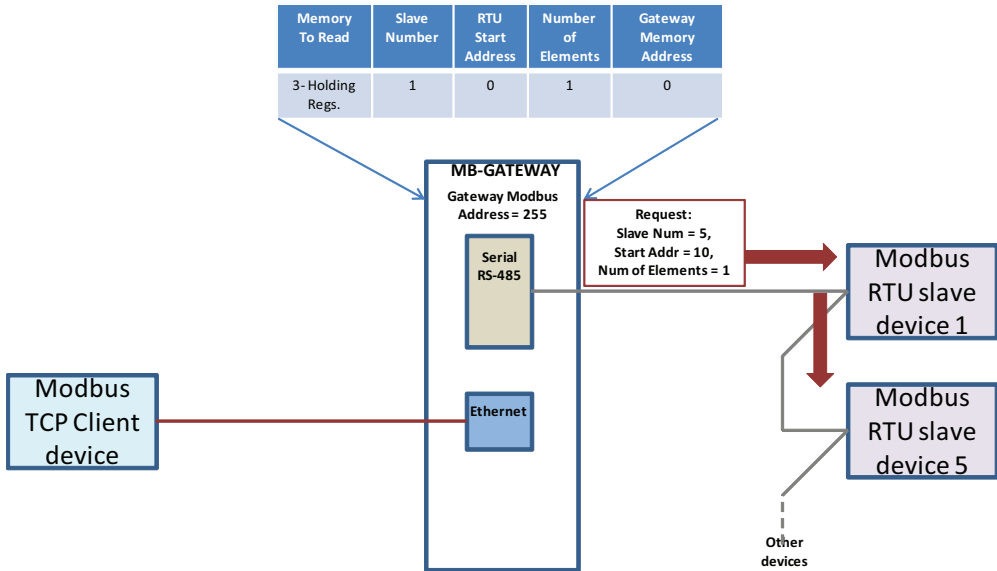 Memory To Read
Slave Number
RTU Start Address
Number of Elements
Gateway Memory Address
3- Holding Regs.
1
0
1
0
MB-GATEWAY
Gateway Modbus
Address = 255
Serial
RS-485
Request:
Slave Num = 5,
Start Addr = 10,
Num of Elements = 1
Modbus
RTU slave
device 1
Ethernet
Modbus
TCP Client
device
Modbus
RTU slave
device 5
Other
devices